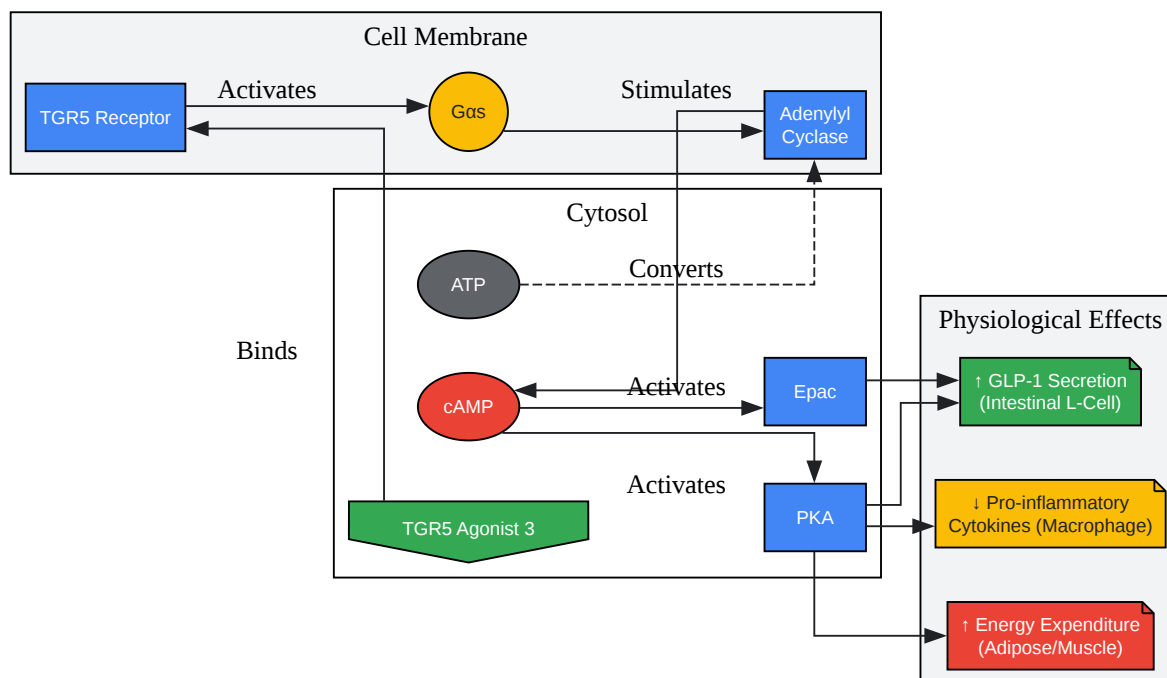 Cell Membrane
TGR5 Receptor
Activates
Gαs
Stimulates
Adenylyl
Cyclase
Cytosol
ATP
Converts
Binds
cAMP
Activates
Epac
Activates
PKA
TGR5 Agonist 3
Physiological Effects
↑ GLP-1 Secretion
(Intestinal L-Cell)
↓ Pro-inflammatory
Cytokines (Macrophage)
↑ Energy Expenditure
(Adipose/Muscle)